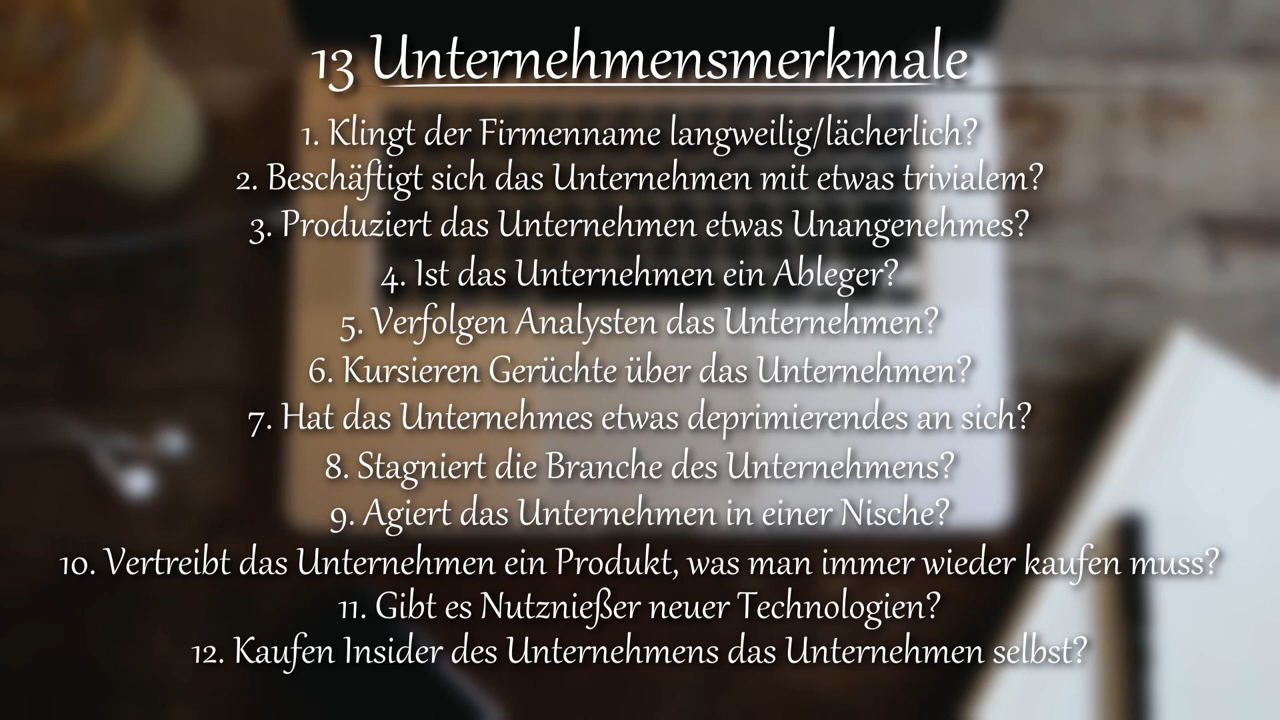 13 Unternehmensmerkmale
1. Klingt der Firmenname langweilig/lächerlich?
2. Beschäftigt sich das Unternehmen mit etwas trivialem?
3. Produziert das Unternehmen etwas Unangenehmes?
4. Ist das Unternehmen ein Ableger?
5. Verfolgen Analysten das Unternehmen?
6. Kursieren Gerüchte über das Unternehmen?
7. Hat das Unternehmes etwas deprimierendes an sich?
8. Stagniert die Branche des Unternehmens?
9. Agiert das Unternehmen in einer Nische?
10. Vertreibt das Unternehmen ein Produkt, was man immer wieder kaufen muss?
11. Gibt es Nutznießer neuer Technologien?
12. Kaufen Insider des Unternehmens das Unternehmen selbst?